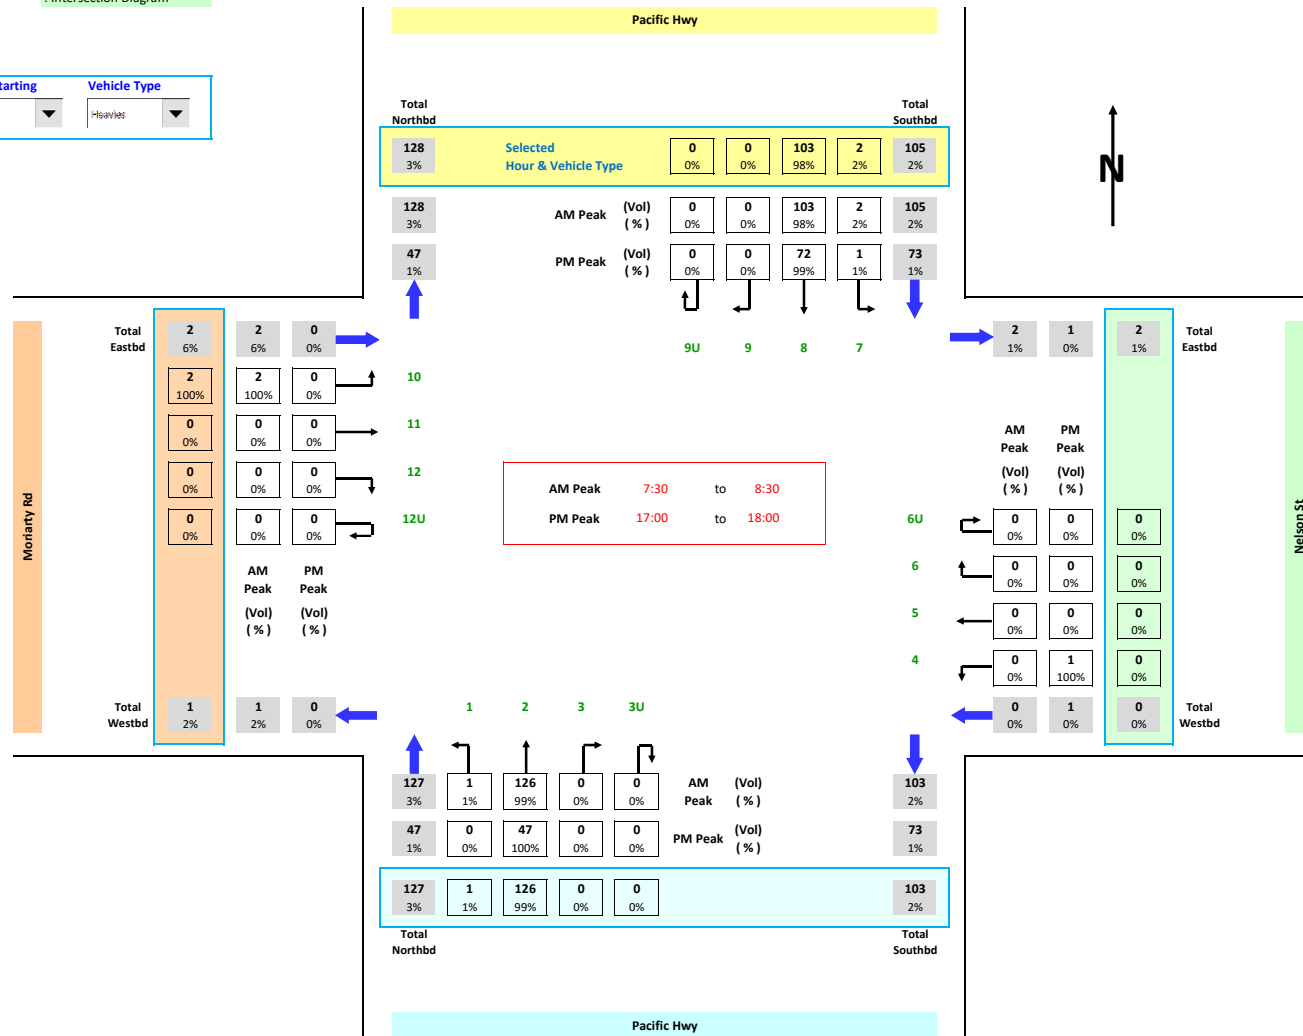 : Intersection Diagram
Pacific Hwy
tarting Vehicle Type
Heavies
Total Northbd
Total Southbd
128 3% Selected Hour & Vehicle Type 0 0% 0 0% 103 98% 2 2% 105 2%
128 3% AM Peak (Vol) ( % ) 0 0% 0 0% 103 98% 2 2% 105 2%
47 1% PM Peak (Vol) ( % ) 0 0% 0 0% 72 99% 1 1% 73 1%
N
9U 9 8 7
Moriarty Rd
Total Eastbd 2 6% 2 6% 0 0%
2 100% 2 100% 0 0% 10
0 0% 0 0% 0 0% 11
0 0% 0 0% 0 0% 12
0 0% 0 0% 0 0% 12U
AM Peak (Vol) ( % ) PM Peak (Vol) ( % )
Total Westbd 1 2% 1 2% 0 0%
AM Peak 7:30 to 8:30
PM Peak 17:00 to 18:00
2 1% 1 0% 2 1% Total Eastbd
AM Peak (Vol) ( % ) PM Peak (Vol) ( % )
6U 0 0% 0 0% 0 0%
6 0 0% 0 0% 0 0%
5 0 0% 0 0% 0 0%
4 0 0% 1 100% 0 0%
0 0% 1 0% 0 0% Total Westbd
Nelson St
1 2 3 3U
127 3% 1 1% 126 99% 0 0% 0 0% AM Peak (Vol) ( % ) 103 2%
47 1% 0 0% 47 100% 0 0% 0 0% PM Peak (Vol) ( % ) 73 1%
127 3% 1 1% 126 99% 0 0% 0 0% 103 2%
Total Northbd
Total Southbd
Pacific Hwy